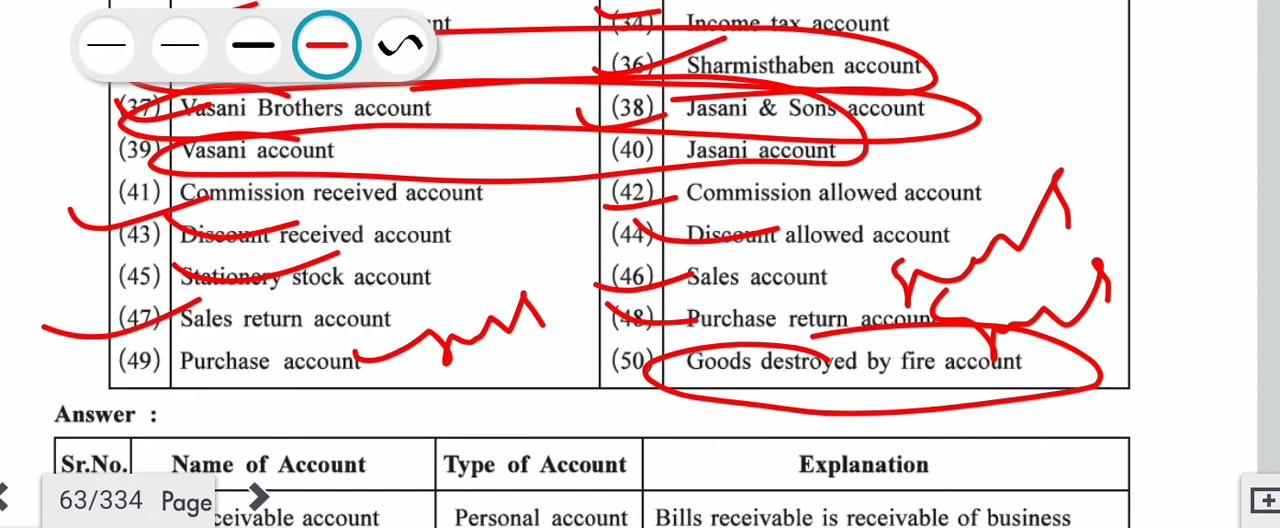 nt (34) Income tax account
(36) Sharmisthaben account
(37) Vasani Brothers account (38) Jasani & Sons account
(39) Vasani account (40) Jasani account
(41) Commission received account (42) Commission allowed account
(43) Discount received account (44) Discount allowed account
(45) Stationery stock account (46) Sales account
(47) Sales return account (48) Purchase return account
(49) Purchase account (50) Goods destroyed by fire account
Answer :
Sr.No. Name of Account Type of Account Explanation
63/334 Page
ceivable account Personal account Bills receivable is receivable of business